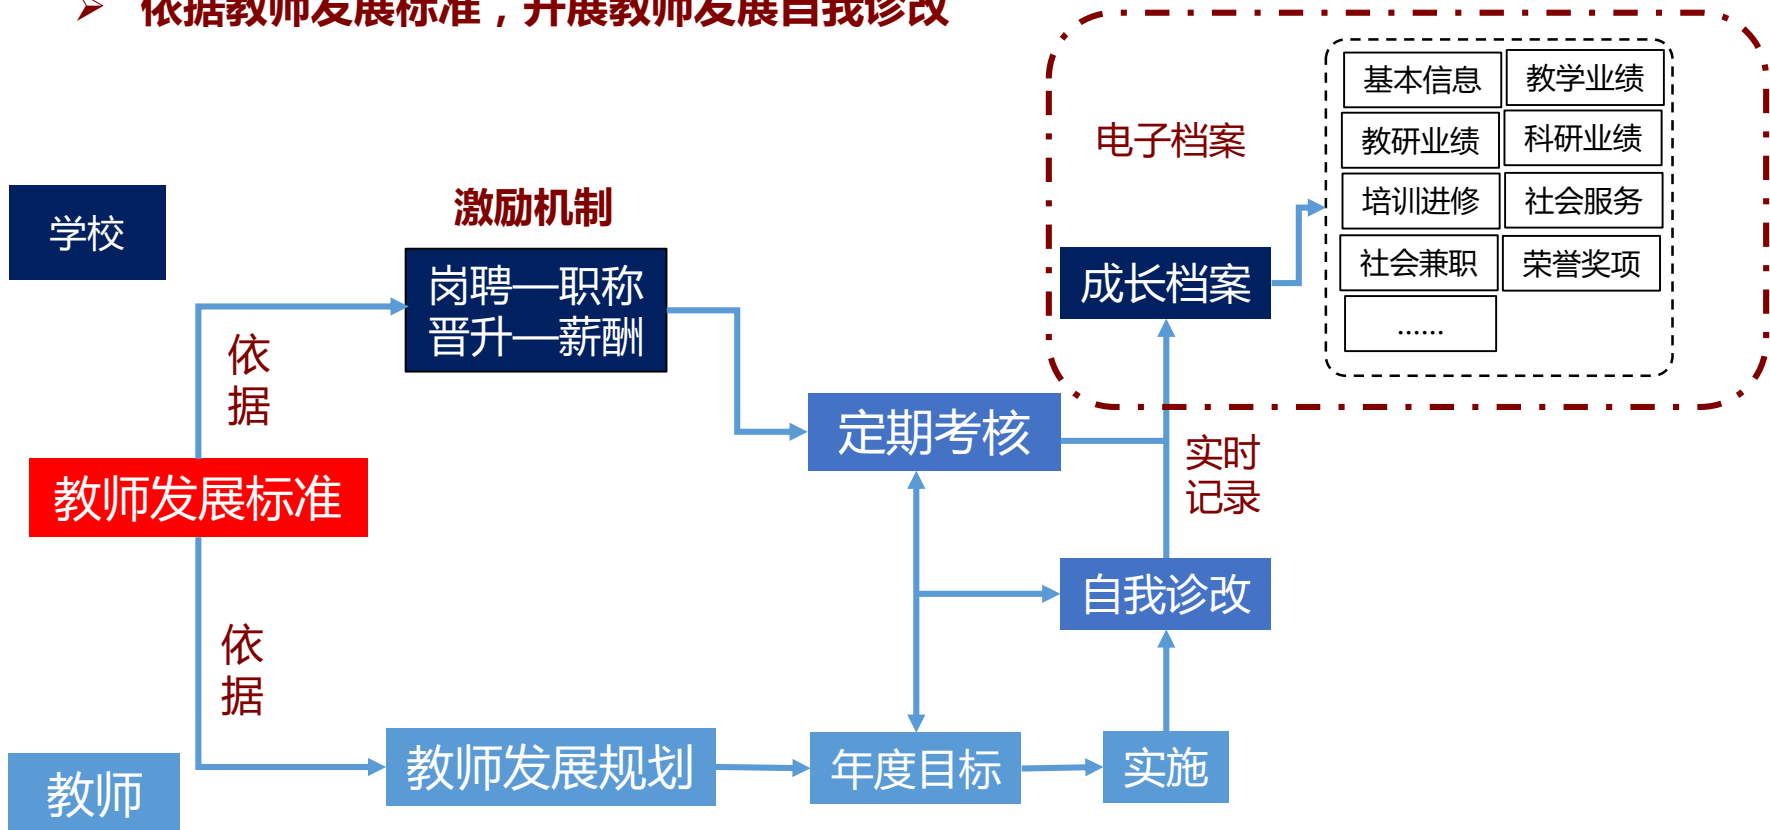 依据教师发展标准，开展教师发展自我诊改
基本信息
教学业绩
电子档案
教研业绩
科研业绩
激励机制
培训进修
社会服务
学校
社会兼职
荣誉奖项
岗聘—职称
晋升—薪酬
成长档案
......
依
据
定期考核
实时
记录
教师发展标准
自我诊改
依
据
教师发展规划
年度目标
实施
教师